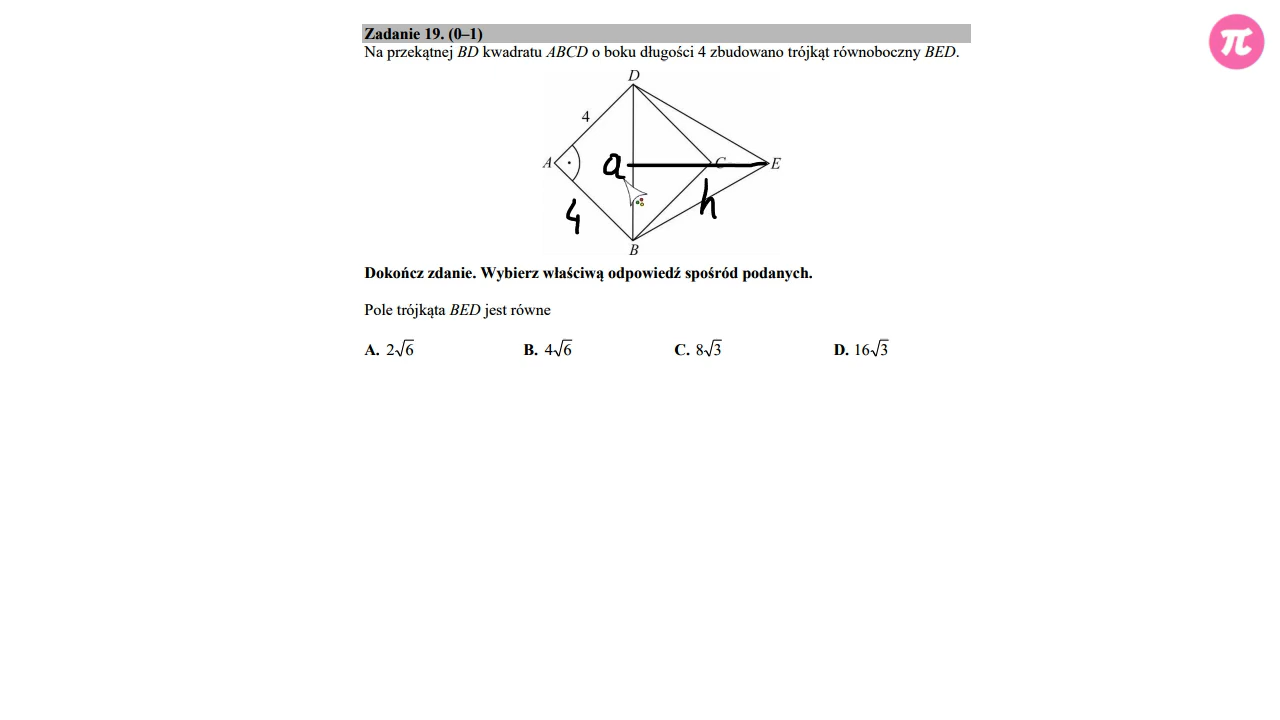 Zadanie 19. (0–1)
Na przekątnej BD kwadratu ABCD o boku długości 4 zbudowano trójkąt równoboczny BED.
D
4
A
a
C
E
4
h
B
Dokończ zdanie. Wybierz właściwą odpowiedź spośród podanych.
Pole trójkąta BED jest równe
A. 2√6 B. 4√6 C. 8√3 D. 16√3
π